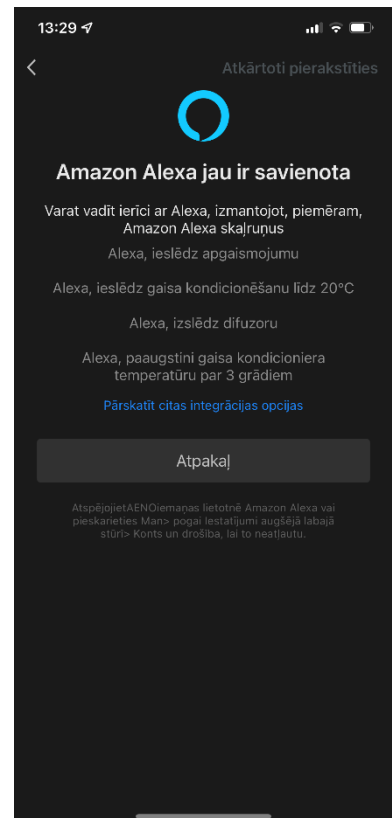 13:29
Atkārtoti pierakstīties
Amazon Alexa jau ir savienota
Varat vadīt ierīci ar Alexa, izmantojot, piemēram,
Amazon Alexa skaļruņus
Alexa, ieslēdz apgaismojumu
Alexa, ieslēdz gaisa kondicionēšanu līdz 20°C
Alexa, izslēdz difuzoru
Alexa, paaugstini gaisa kondicioniera
temperatūru par 3 grādiem
Pārskatīt citas integrācijas opcijas
Atpakaļ
AtspējojietAENOiemaņas lietotnē Amazon Alexa vai
pieskarieties Man> pogai Iestatījumi augšējā labajā
stūrī> Konts un drošība, lai to neatļautu.